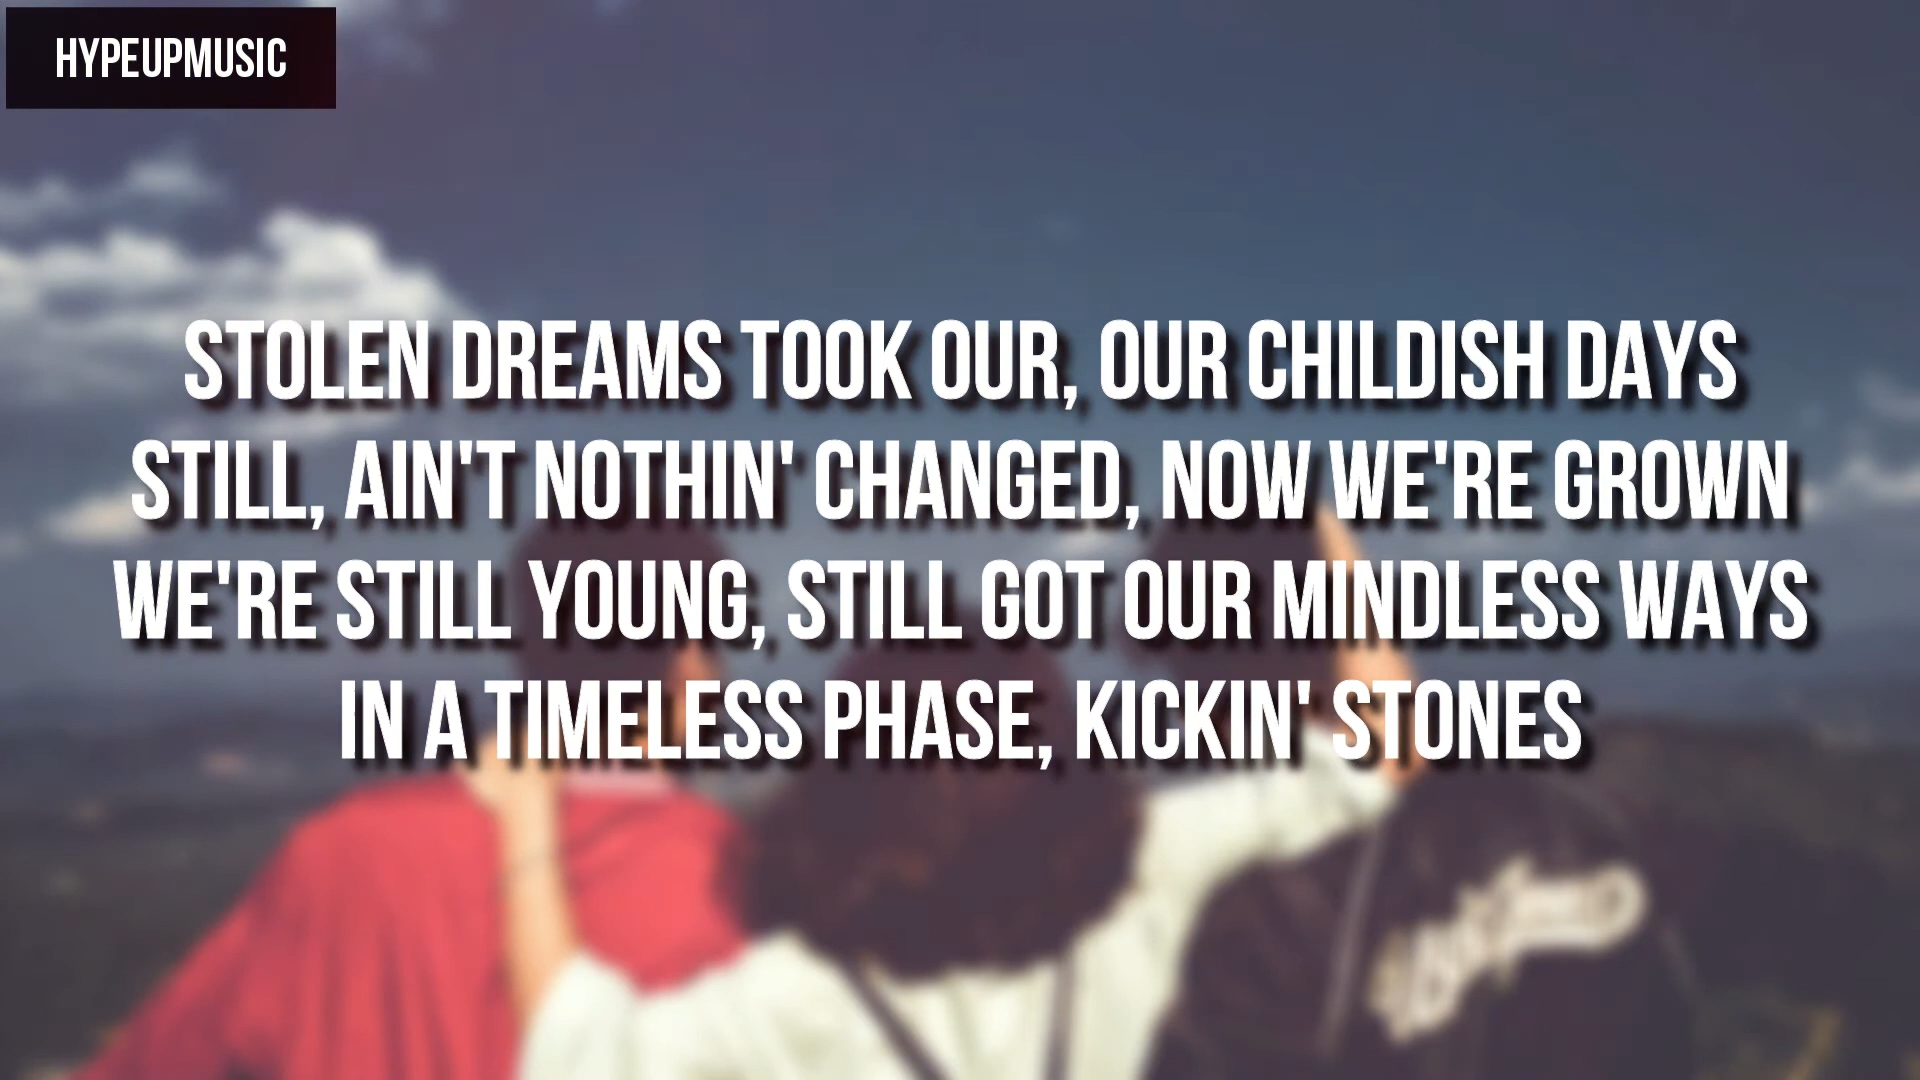 HYPEUPMUSIC
STOLEN DREAMS TOOK OUR, OUR CHILDISH DAYS
STILL, AIN'T NOTHIN' CHANGED, NOW WE'RE GROWN
WE'RE STILL YOUNG, STILL GOT OUR MINDLESS WAYS
IN A TIMELESS PHASE, KICKIN' STONES